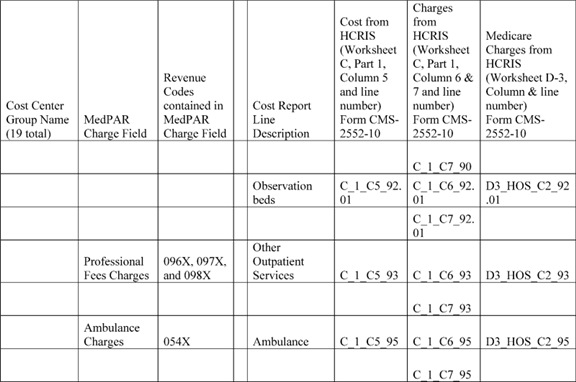 Cost Center
Group Name
(19 total)
MedPAR
Charge Field
Revenue
Codes
contained in
MedPAR
Charge Field
Cost Report
Line
Description
Cost from
HCRIS
(Worksheet
C, Part 1,
Column 5
and line
number)
Form CMS-
2552-10
Charges
from
HCRIS
(Worksheet
C, Part 1,
Column 6 &
7 and line
number)
Form CMS-
2552-10
Medicare
Charges from
HCRIS
(Worksheet D-3,
Column & line
number)
Form CMS-
2552-10
C_1_C7_90
Observation
beds
C_1_C5_92.
01
C_1_C6_92.
01
D3_HOS_C2_92
.01
C_1_C7_92.
01
Professional
Fees Charges
096X, 097X,
and 098X
Other
Outpatient
Services
C_1_C5_93
C_1_C6_93
D3_HOS_C2_93
C_1_C7_93
Ambulance
Charges
054X
Ambulance
C_1_C5_95
C_1_C6_95
D3_HOS_C2_95
C_1_C7_95